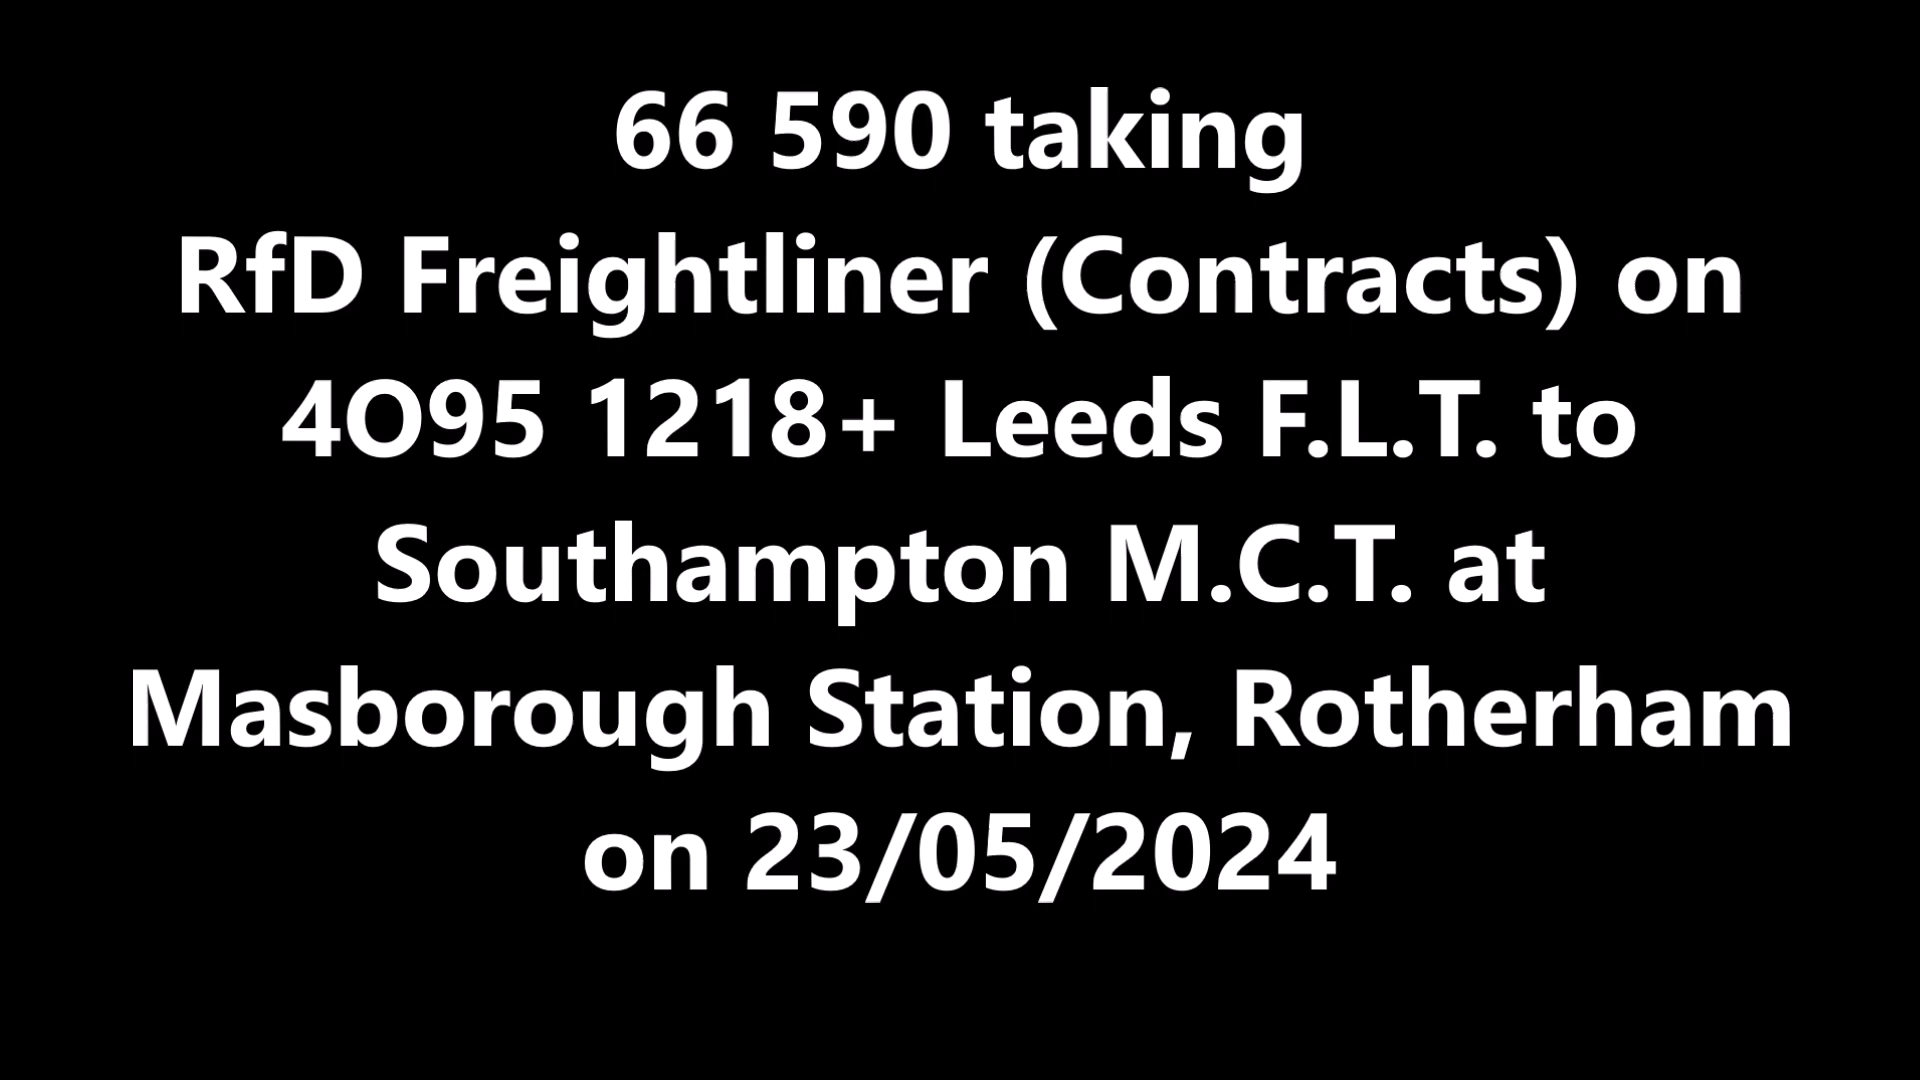 66 590 taking
RfD Freightliner (Contracts) on
4O95 1218+ Leeds F.L.T. to
Southampton M.C.T. at
Masborough Station, Rotherham
on 23/05/2024